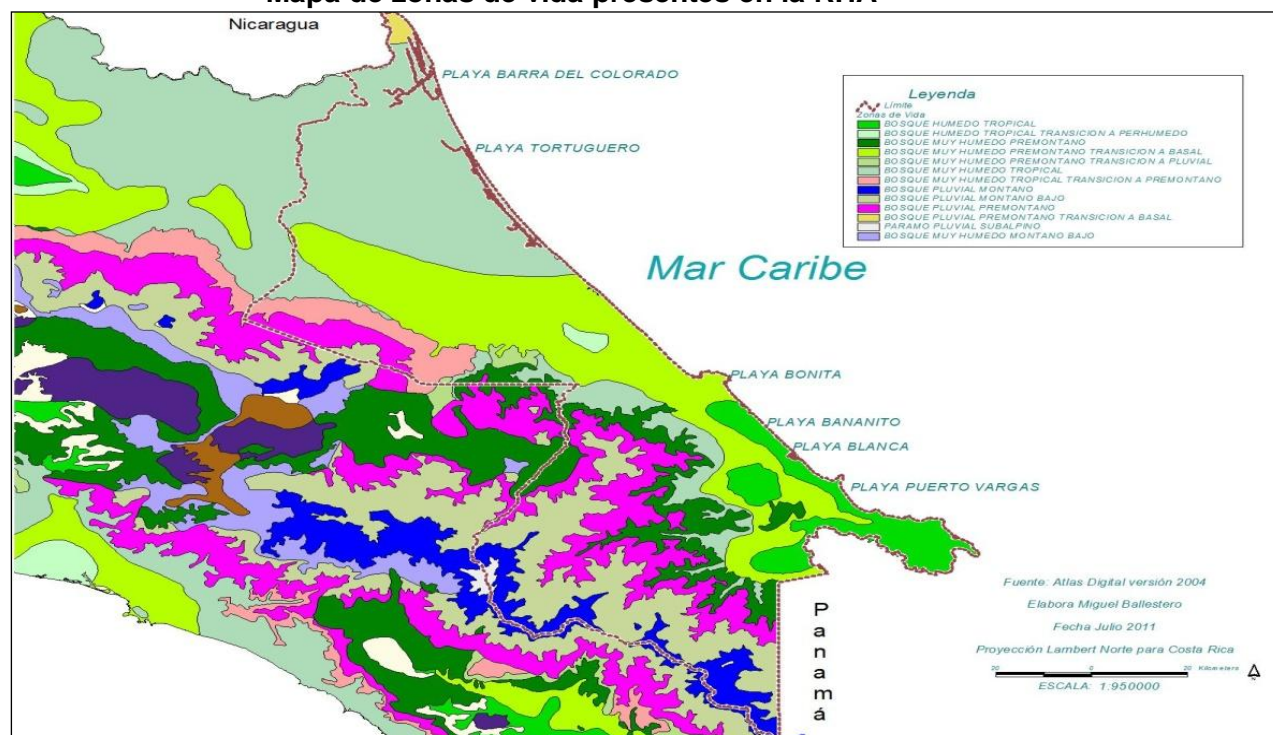 Mapa de zonas de vida presentes en la RHA
Nicaragua
PLAYA BARRA DEL COLORADO
PLAYA TORTUGUERO
Leyenda
Límite
Zonas de Vida
BOSQUE HUMEDO TROPICAL
BOSQUE HUMEDO TROPICAL TRANSICION A PERHUMEDO
BOSQUE MUY HUMEDO PREMONTANO
BOSQUE MUY HUMEDO PREMONTANO TRANSICION A BASAL
BOSQUE MUY HUMEDO PREMONTANO TRANSICION A PLUVIAL
BOSQUE MUY HUMEDO TROPICAL
BOSQUE MUY HUMEDO TROPICAL TRANSICION A PREMONTANO
BOSQUE PLUVIAL MONTANO
BOSQUE PLUVIAL MONTANO BAJO
BOSQUE PLUVIAL PREMONTANO
BOSQUE PLUVIAL PREMONTANO TRANSICION A BASAL
PARAMO PLUVIAL SUBALPINO
BOSQUE MUY HUMEDO MONTANO BAJO
Mar Caribe
PLAYA BONITA
PLAYA BANANITO
PLAYA BLANCA
PLAYA PUERTO VARGAS
Panamá
Fuente: Atlas Digital versión 2004
Elabora Miguel Ballestero
Fecha Julio 2011
Proyección Lambert Norte para Costa Rica
20 0 20 Kilometers
ESCALA: 1:950000